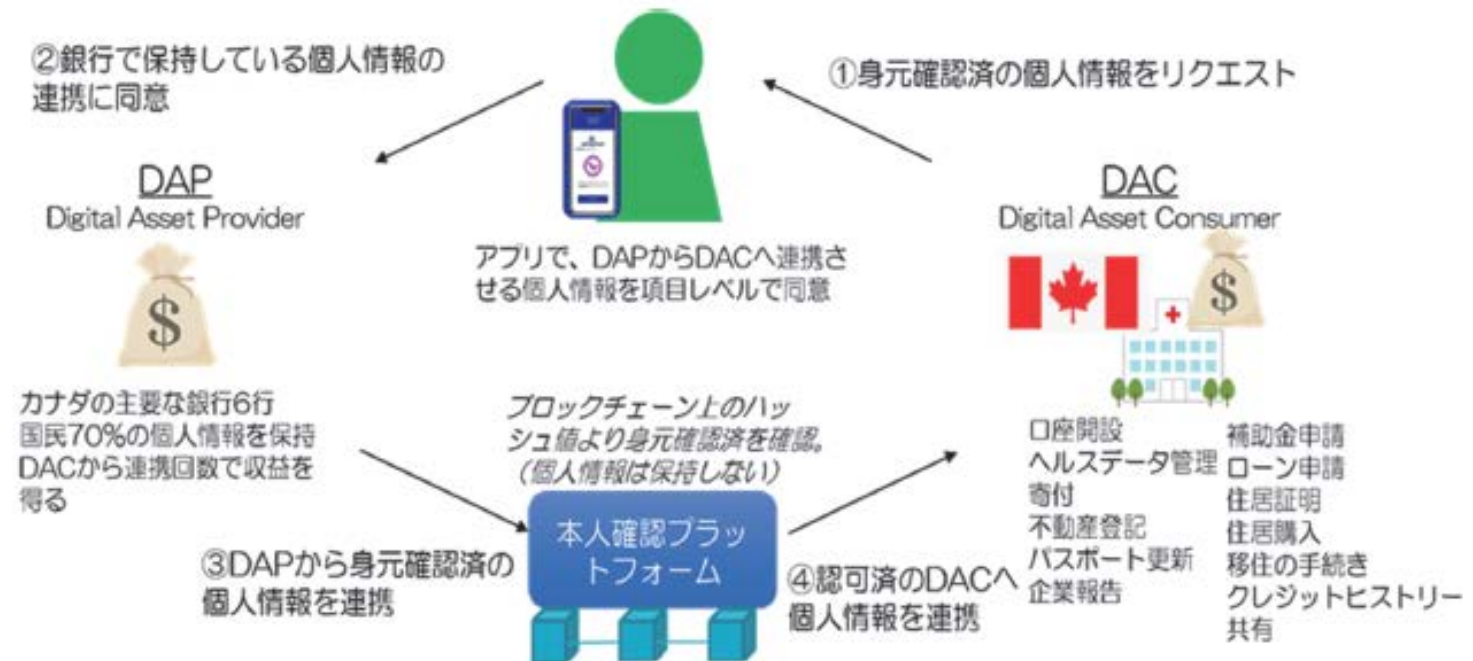 ②銀行で保持している個人情報の
連携に同意
①身元確認済の個人情報をリクエスト
DAP
Digital Asset Provider
DAC
Digital Asset Consumer
アプリで、DAPからDACへ連携さ
せる個人情報を項目レベルで同意
$
$
カナダの主要な銀行6行
国民70%の個人情報を保持
DACから連携回数で収益を
得る
ブロックチェーン上のハッ
シュ値より身元確認済を確認。
（個人情報は保持しない）
本人確認プラッ
トフォーム
③DAPから身元確認済の
個人情報を連携
④認可済のDACへ
個人情報を連携
口座開設
ヘルスデータ管理
寄付
不動産登記
パスポート更新
企業報告
補助金申請
ローン申請
住居証明
住居購入
移住の手続き
クレジットヒストリー
共有